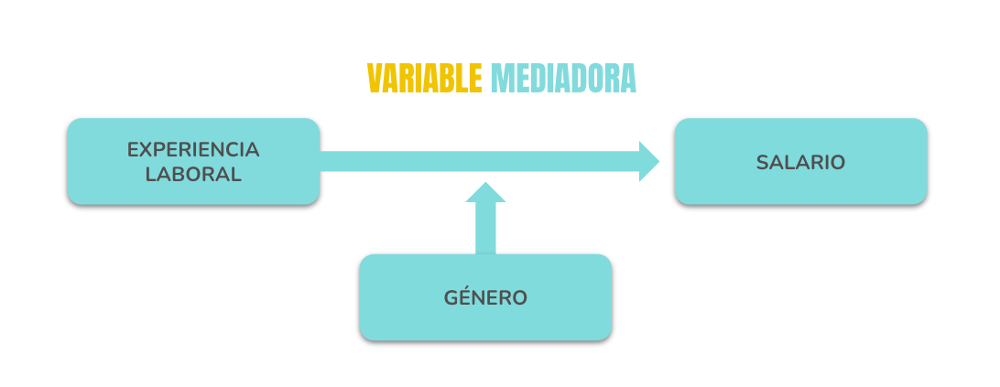 VARIABLE MEDIADORA
EXPERIENCIA
LABORAL
SALARIO
GÉNERO